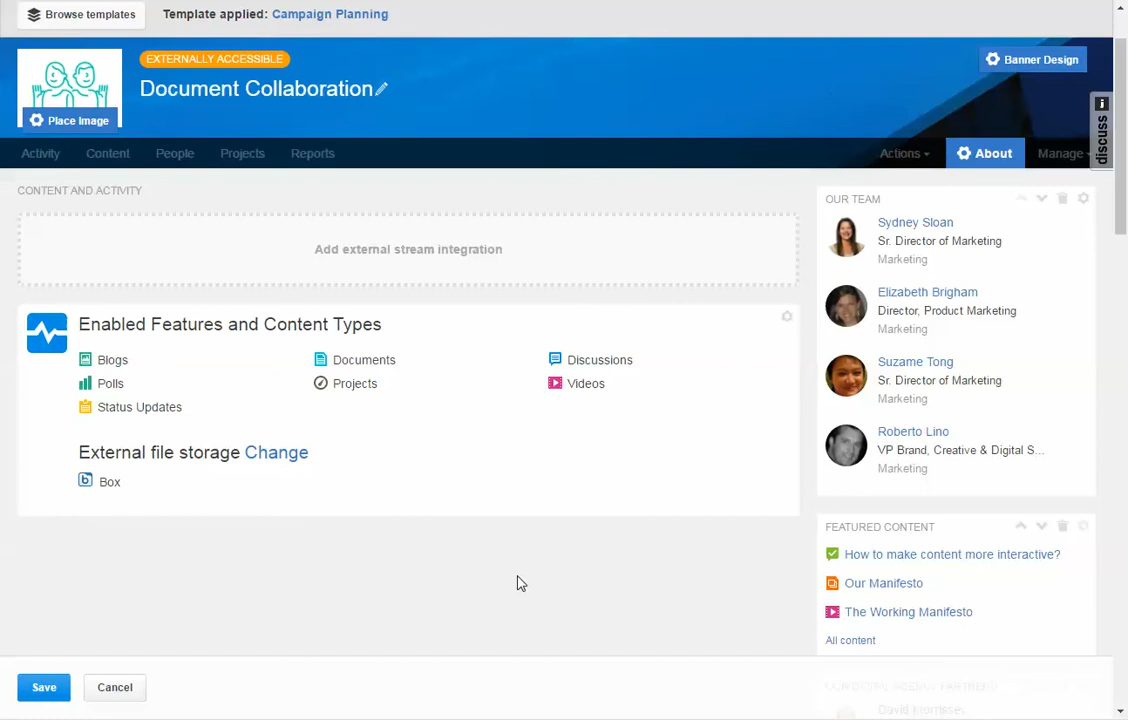 Browse templates
Template applied: Campaign Planning
EXTERNALLY ACCESSIBLE
Document Collaboration
Banner Design
Place Image
discuss
Activity Content People Projects Reports Actions About Manage
CONTENT AND ACTIVITY
Add external stream integration
Enabled Features and Content Types
Blogs Documents Discussions
Polls Projects Videos
Status Updates
External file storage Change
Box
OUR TEAM
Sydney Sloan
Sr. Director of Marketing
Marketing
Elizabeth Brigham
Director, Product Marketing
Marketing
Suzame Tong
Sr. Director of Marketing
Marketing
Roberto Lino
VP Brand, Creative & Digital S...
Marketing
FEATURED CONTENT
How to make content more interactive?
Our Manifesto
The Working Manifesto
All content
Save Cancel